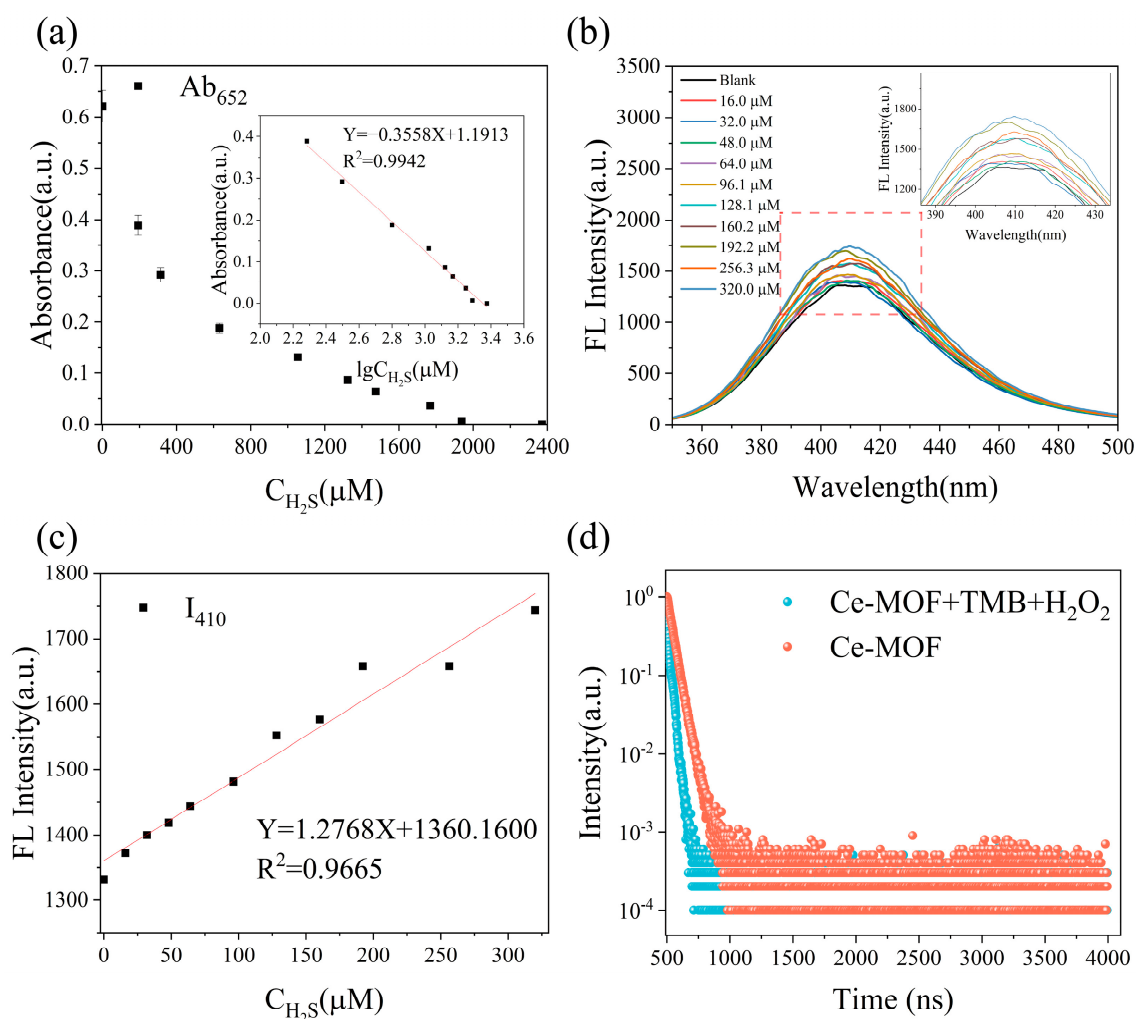 (a)
0.7
0.6
0.5
0.4
0.3
0.2
0.1
0.0
Absorbance(a.u.)
Ab652
0 400 800 1200 1600 2000 2400
C_H2S(μM)
Y=−0.3558X+1.1913
R²=0.9942
0.4
0.3
0.2
0.1
0.0
Absorbance(a.u.)
2.0 2.2 2.4 2.6 2.8 3.0 3.2 3.4 3.6
lgC_H2S(μM)
(b)
3500
3000
2500
2000
1750
1500
1000
500
0
FL Intensity(a.u.)
Blank
16.0 μM
32.0 μM
48.0 μM
64.0 μM
96.1 μM
128.1 μM
160.2 μM
192.2 μM
256.3 μM
320.0 μM
360 380 400 420 440 460 480 500
Wavelength(nm)
1800
1500
1200
FL Intensity(a.u.)
390 400 410 420 430
Wavelength(nm)
(c)
1800
1700
1600
1500
1400
1300
FL Intensity(a.u.)
I410
Y=1.2768X+1360.1600
R²=0.9665
0 50 100 150 200 250 300
C_H2S(μM)
(d)
10⁰
10⁻¹
10⁻²
10⁻³
10⁻⁴
Intensity(a.u.)
Ce-MOF+TMB+H₂O₂
Ce-MOF
500 1000 1500 2000 2500 3000 3500 4000
Time (ns)